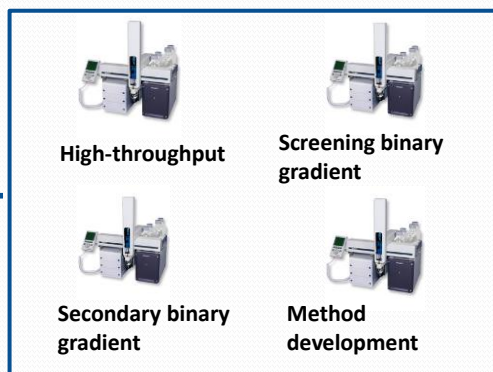 High-throughput
Screening binary
gradient
Secondary binary
gradient
Method
development